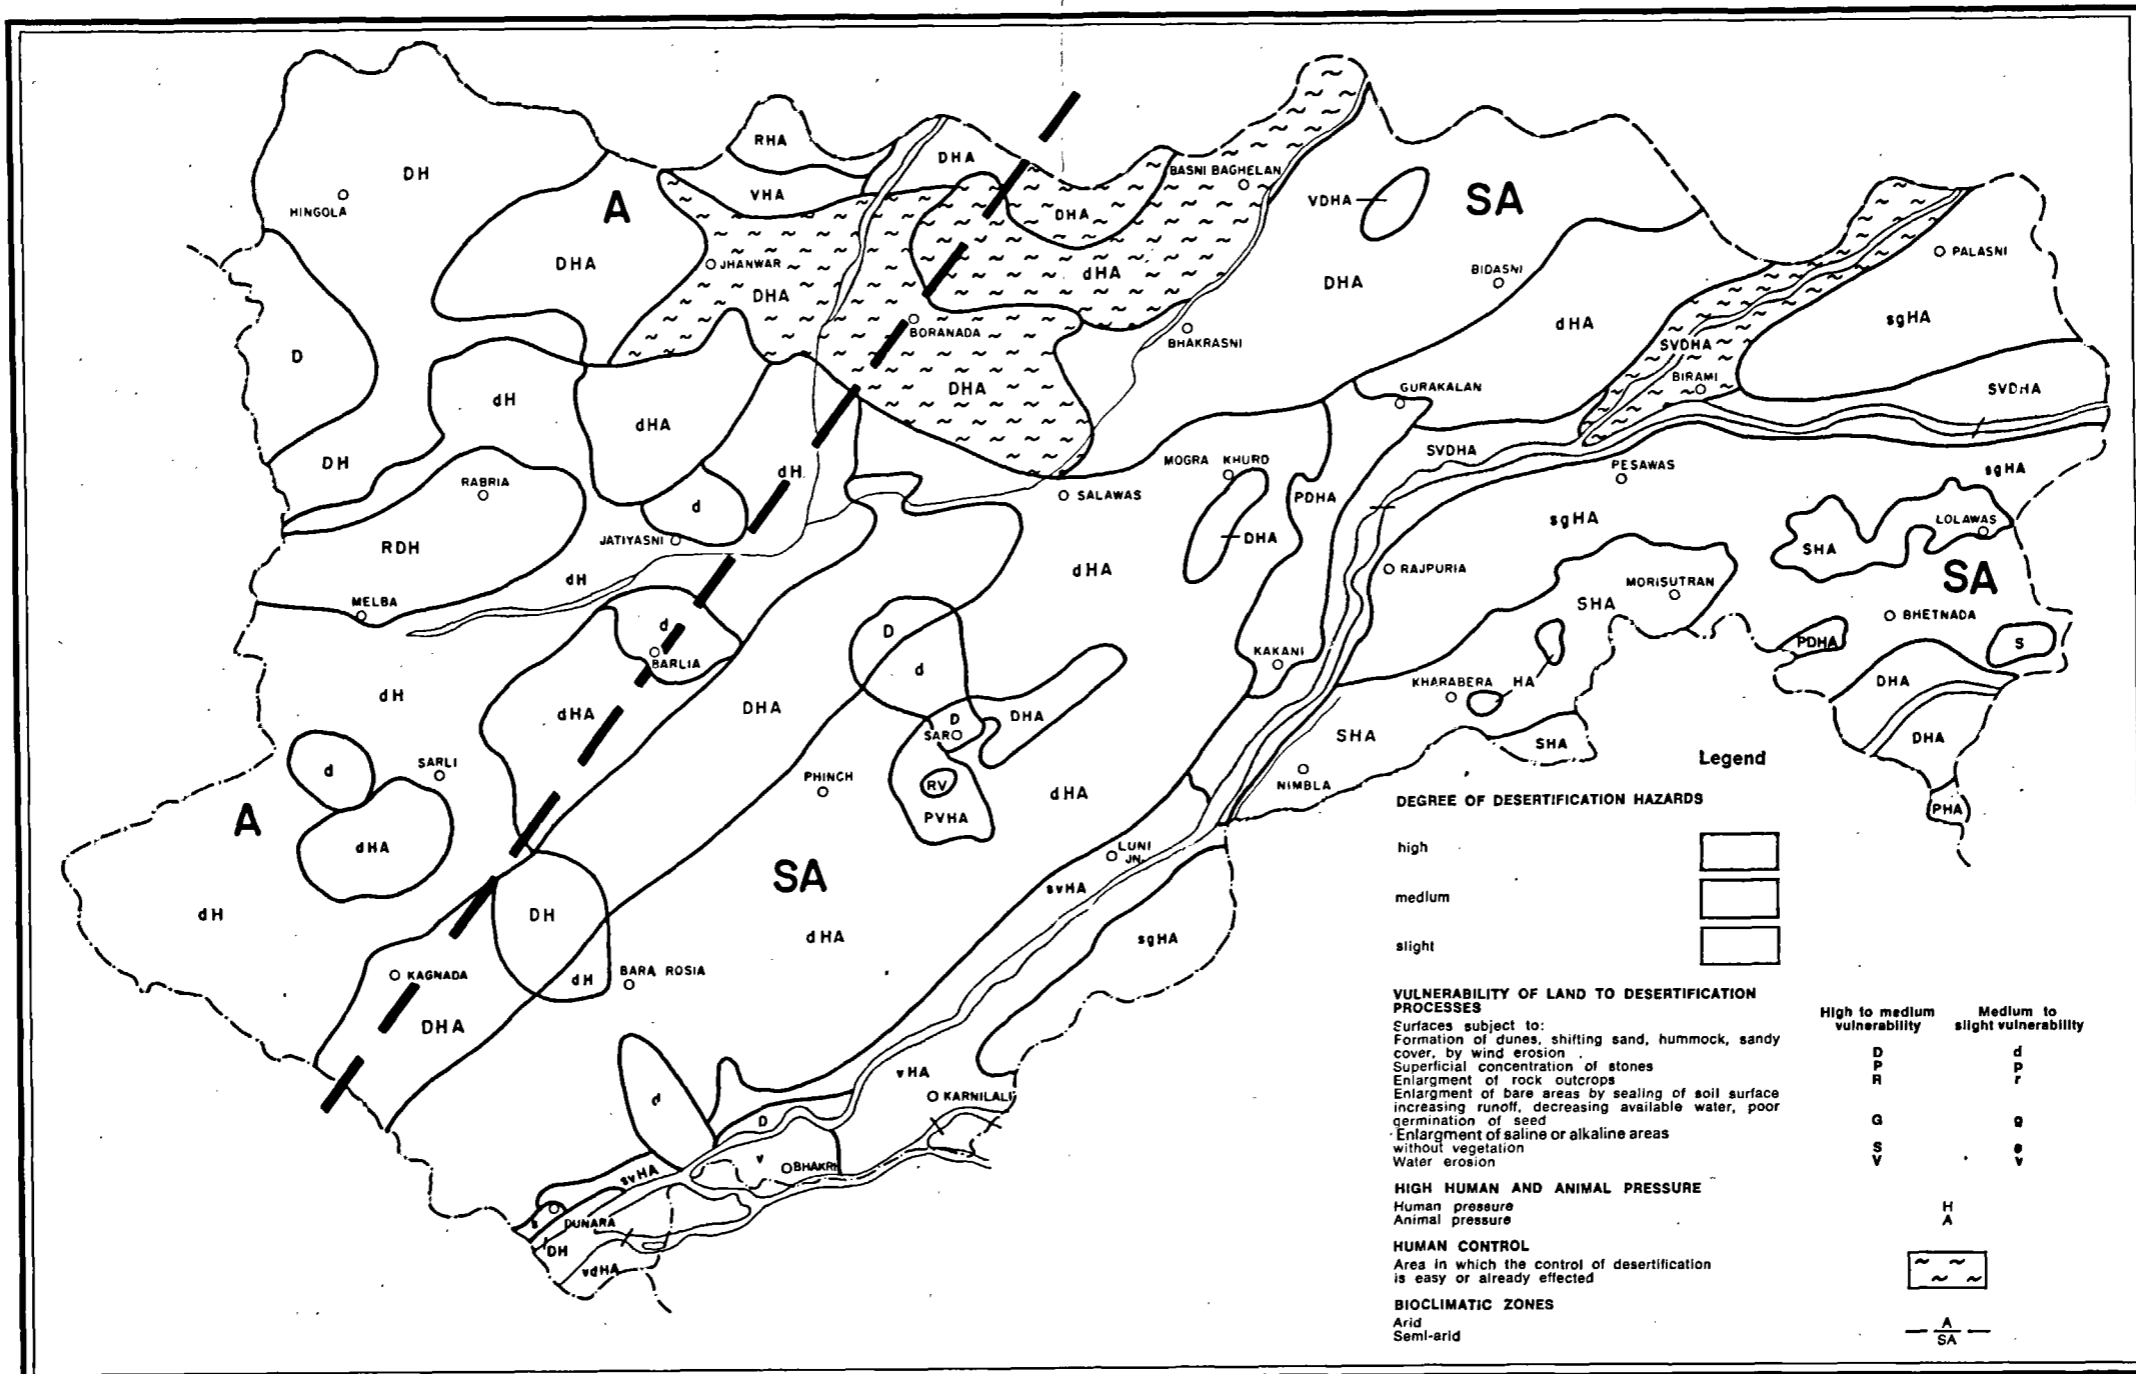 RHA
DHA
DH
A
HINGOLA
VHA
BASNI BAGHELAN
DHA
VDHA
SA
DHA
JHANWAR
DHA
dHA
DHA
BIDASNI
PALASNI
D
BORANADA
BHAKRASNI
dHA
sgHA
SVDHA
BIRAMI
DHA
GURAKALAN
SVDHA
dH
dHA
DH
RABRIA
dH
MOGRA KHURD
SVDHA
PESAWAS
sgHA
d
SALAWAS
PDHA
sgHA
LOLAWAS
RDH
JATIYASNI
DHA
SHA
dH
dHA
RAJPURIA
MORISUTRAN
SA
MELBA
SHA
BHETNADA
d
D
BARLIA
d
KAKANI
PDHA
S
dH
KHARABERA
HA
DHA
dHA
DHA
D
DHA
SAR
SHA
SHA
DHA
d
SARLI
PHINCH
RV
NIMBLA
PVHA
dHA
PHA
A
dHA
LUNI
JN.
SA
svHA
dH
DH
dHA
sgHA
KAGNADA
dH
BARA ROSIA
DHA
vHA
d
KARNILALI
D
v
BHAKRI
svHA
s
DUNARA
DH
vdHA
Legend
DEGREE OF DESERTIFICATION HAZARDS
high
medium
slight
VULNERABILITY OF LAND TO DESERTIFICATION
PROCESSES
High to medium
vulnerability
Medium to
slight vulnerability
Surfaces subject to:
Formation of dunes, shifting sand, hummock, sandy
cover, by wind erosion D d
Superficial concentration of stones P p
Enlargment of rock outcrops R r
Enlargment of bare areas by sealing of soil surface
increasing runoff, decreasing available water, poor
germination of seed G g
Enlargment of saline or alkaline areas
without vegetation S s
Water erosion V v
HIGH HUMAN AND ANIMAL PRESSURE
Human pressure H
Animal pressure A
HUMAN CONTROL
Area in which the control of desertification
is easy or already effected
BIOCLIMATIC ZONES
Arid A
Semi-arid SA